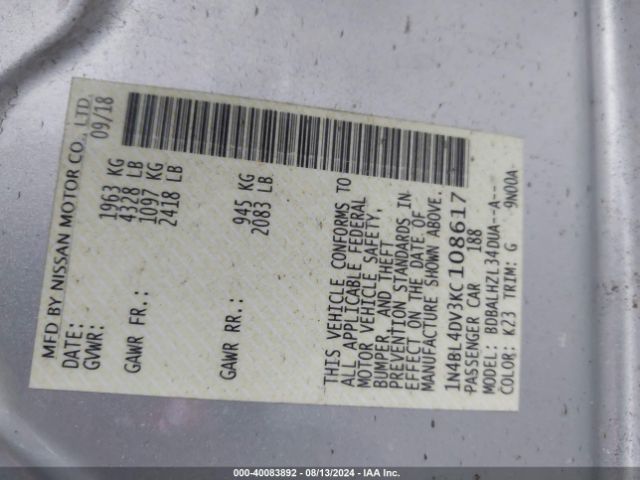 MFD BY NISSAN MOTOR CO., LTD.
DATE: 09/18
GVWR: 1963 KG
4328 LB
GAWR FR.: 1097 KG
2418 LB
GAWR RR.: 945 KG
2083 LB
THIS VEHICLE CONFORMS TO
ALL APPLICABLE FEDERAL
MOTOR VEHICLE SAFETY,
BUMPER, AND THEFT
PREVENTION STANDARDS IN
EFFECT ON THE DATE OF
MANUFACTURE SHOWN ABOVE.
1N4BL4DV3KC108617
PASSENGER CAR 188
MODEL: BDBALHZL34DUA--A--
COLOR: K23 TRIM: G 9N00A
000-40083892 - 08/13/2024 - IAA Inc.